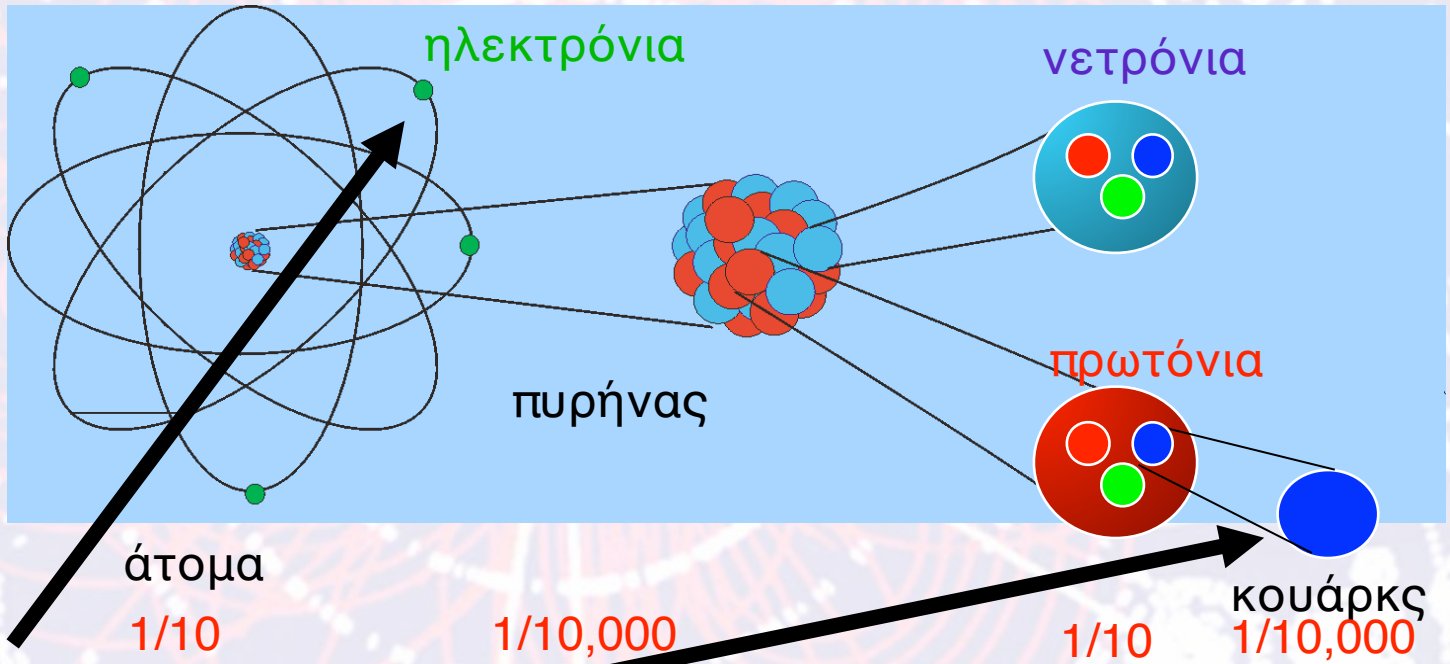 ηλεκτρόνια
νετρόνια
πρωτόνια
πυρήνας
άτομα
κουάρκς
1/10
1/10,000
1/10
1/10,000